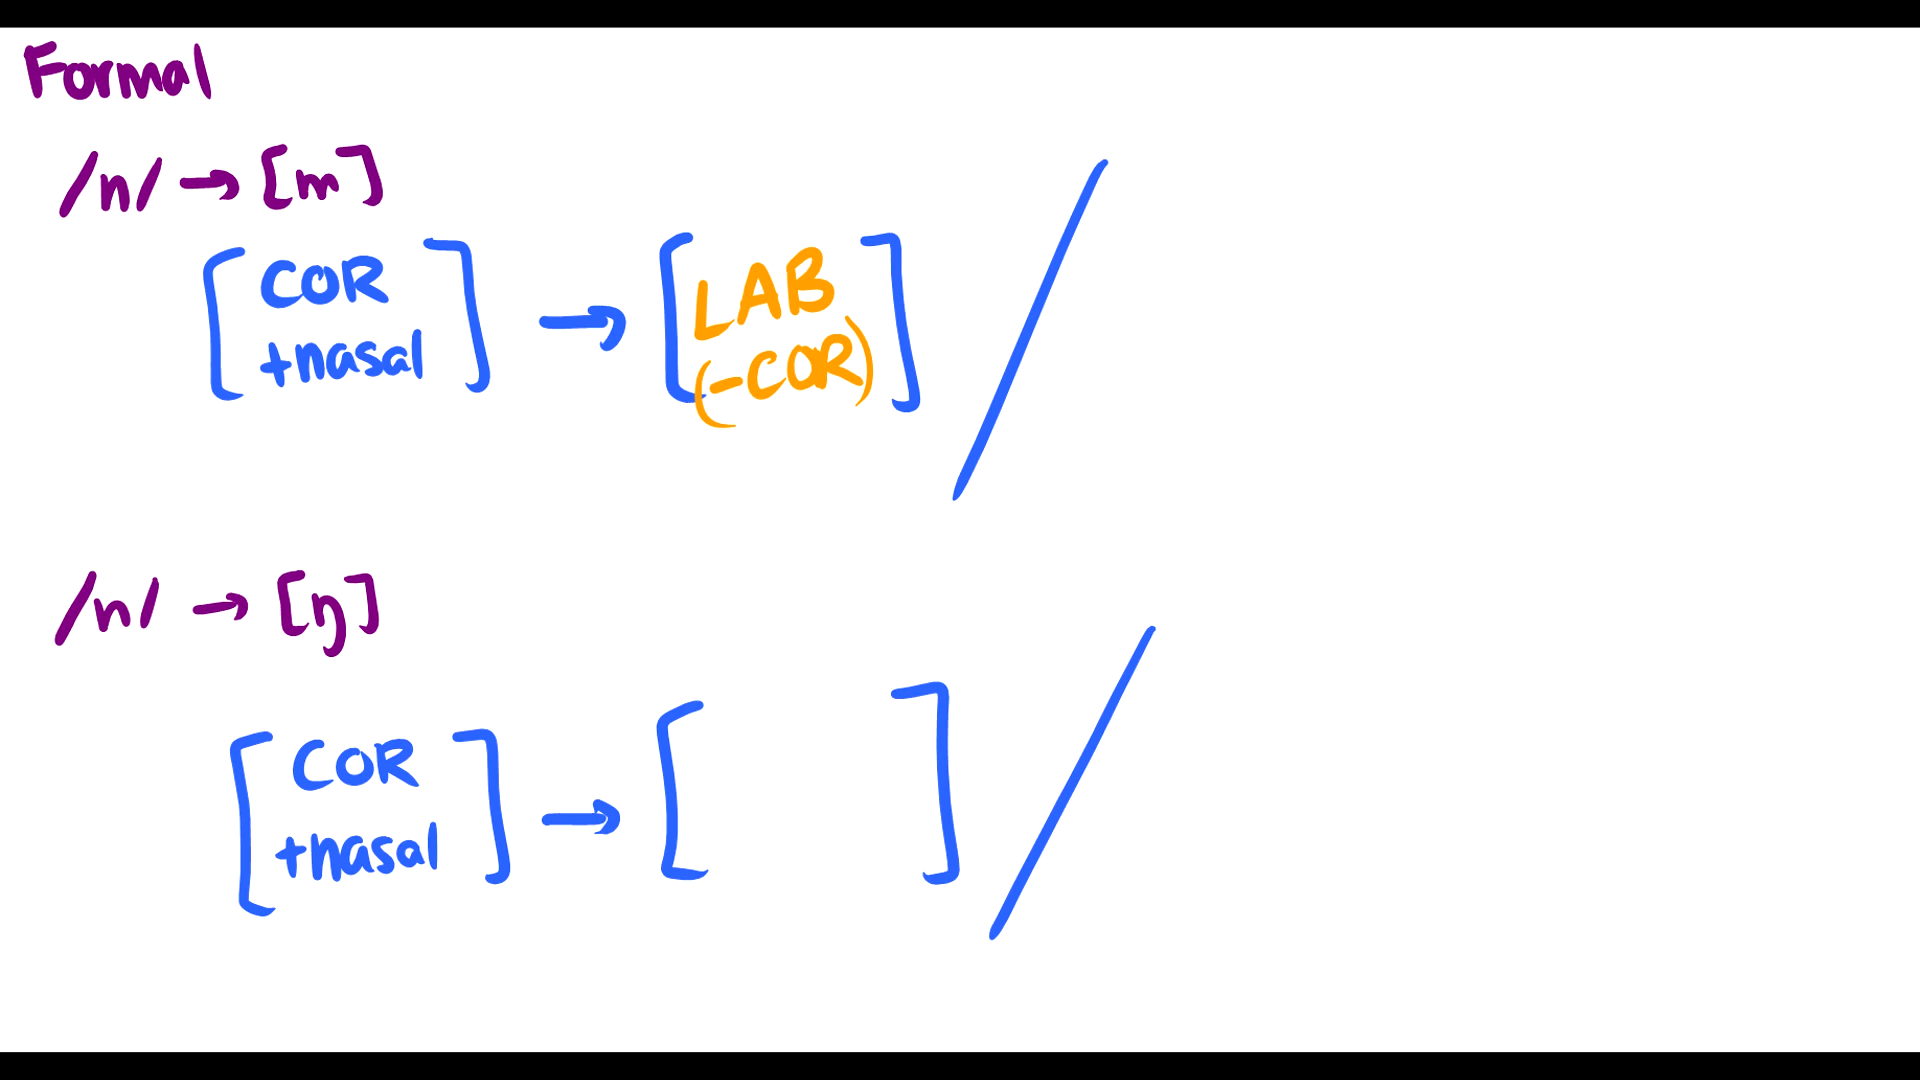 Formal
/n/ → [m]
[COR +nasal] → [LAB (-COR)] /
/n/ → [ŋ]
[COR +nasal] → [ ] /